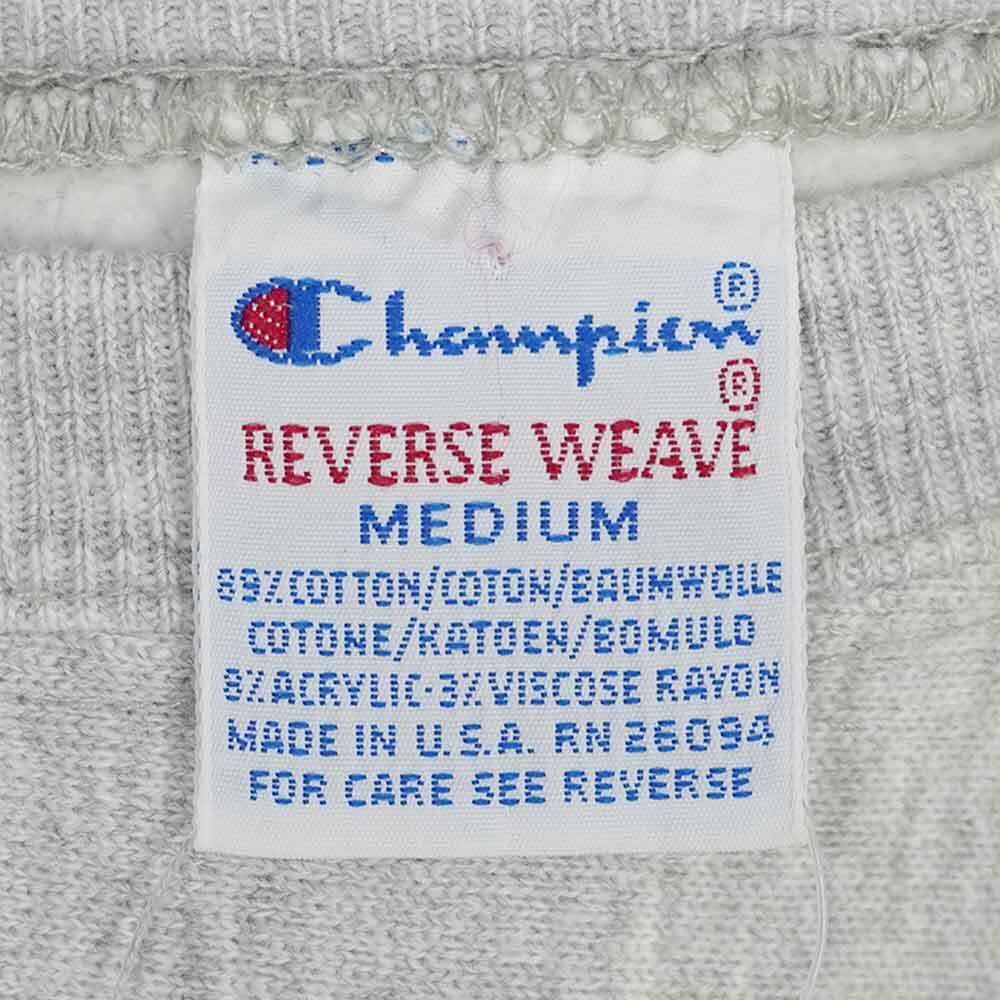 Champion®
REVERSE WEAVE®
MEDIUM
89% COTTON/COTON/BAUMWOLLE
COTONE/KATOEN/BOMULD
8% ACRYLIC-3% VISCOSE RAYON
MADE IN U.S.A. RN 26094
FOR CARE SEE REVERSE